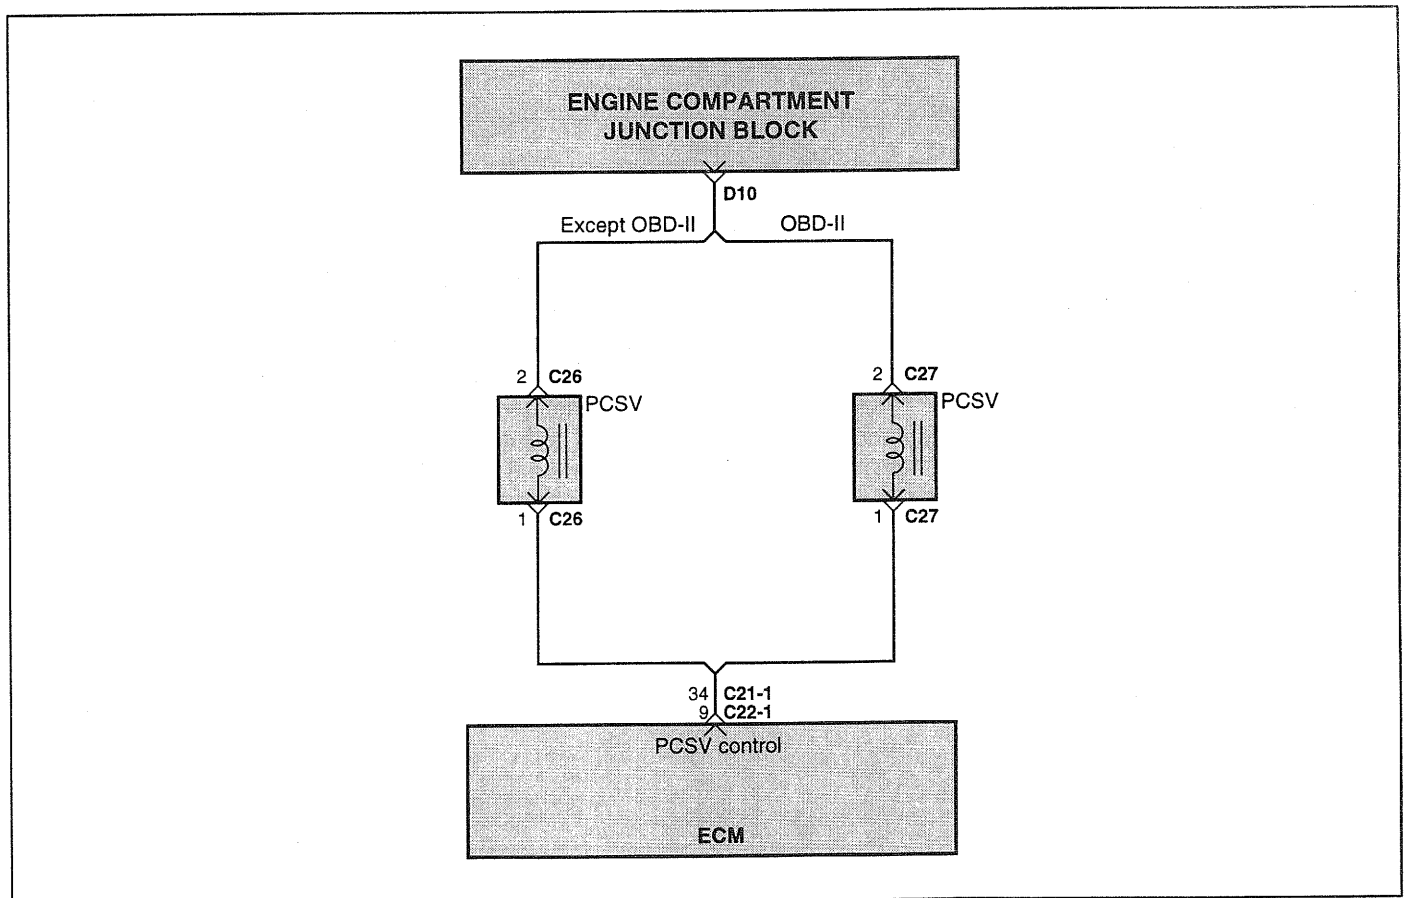 ENGINE COMPARTMENT
JUNCTION BLOCK
D10
Except OBD-II
OBD-II
2 C26
PCSV
2 C27
PCSV
1 C26
1 C27
34 C21-1
9 C22-1
PCSV control
ECM